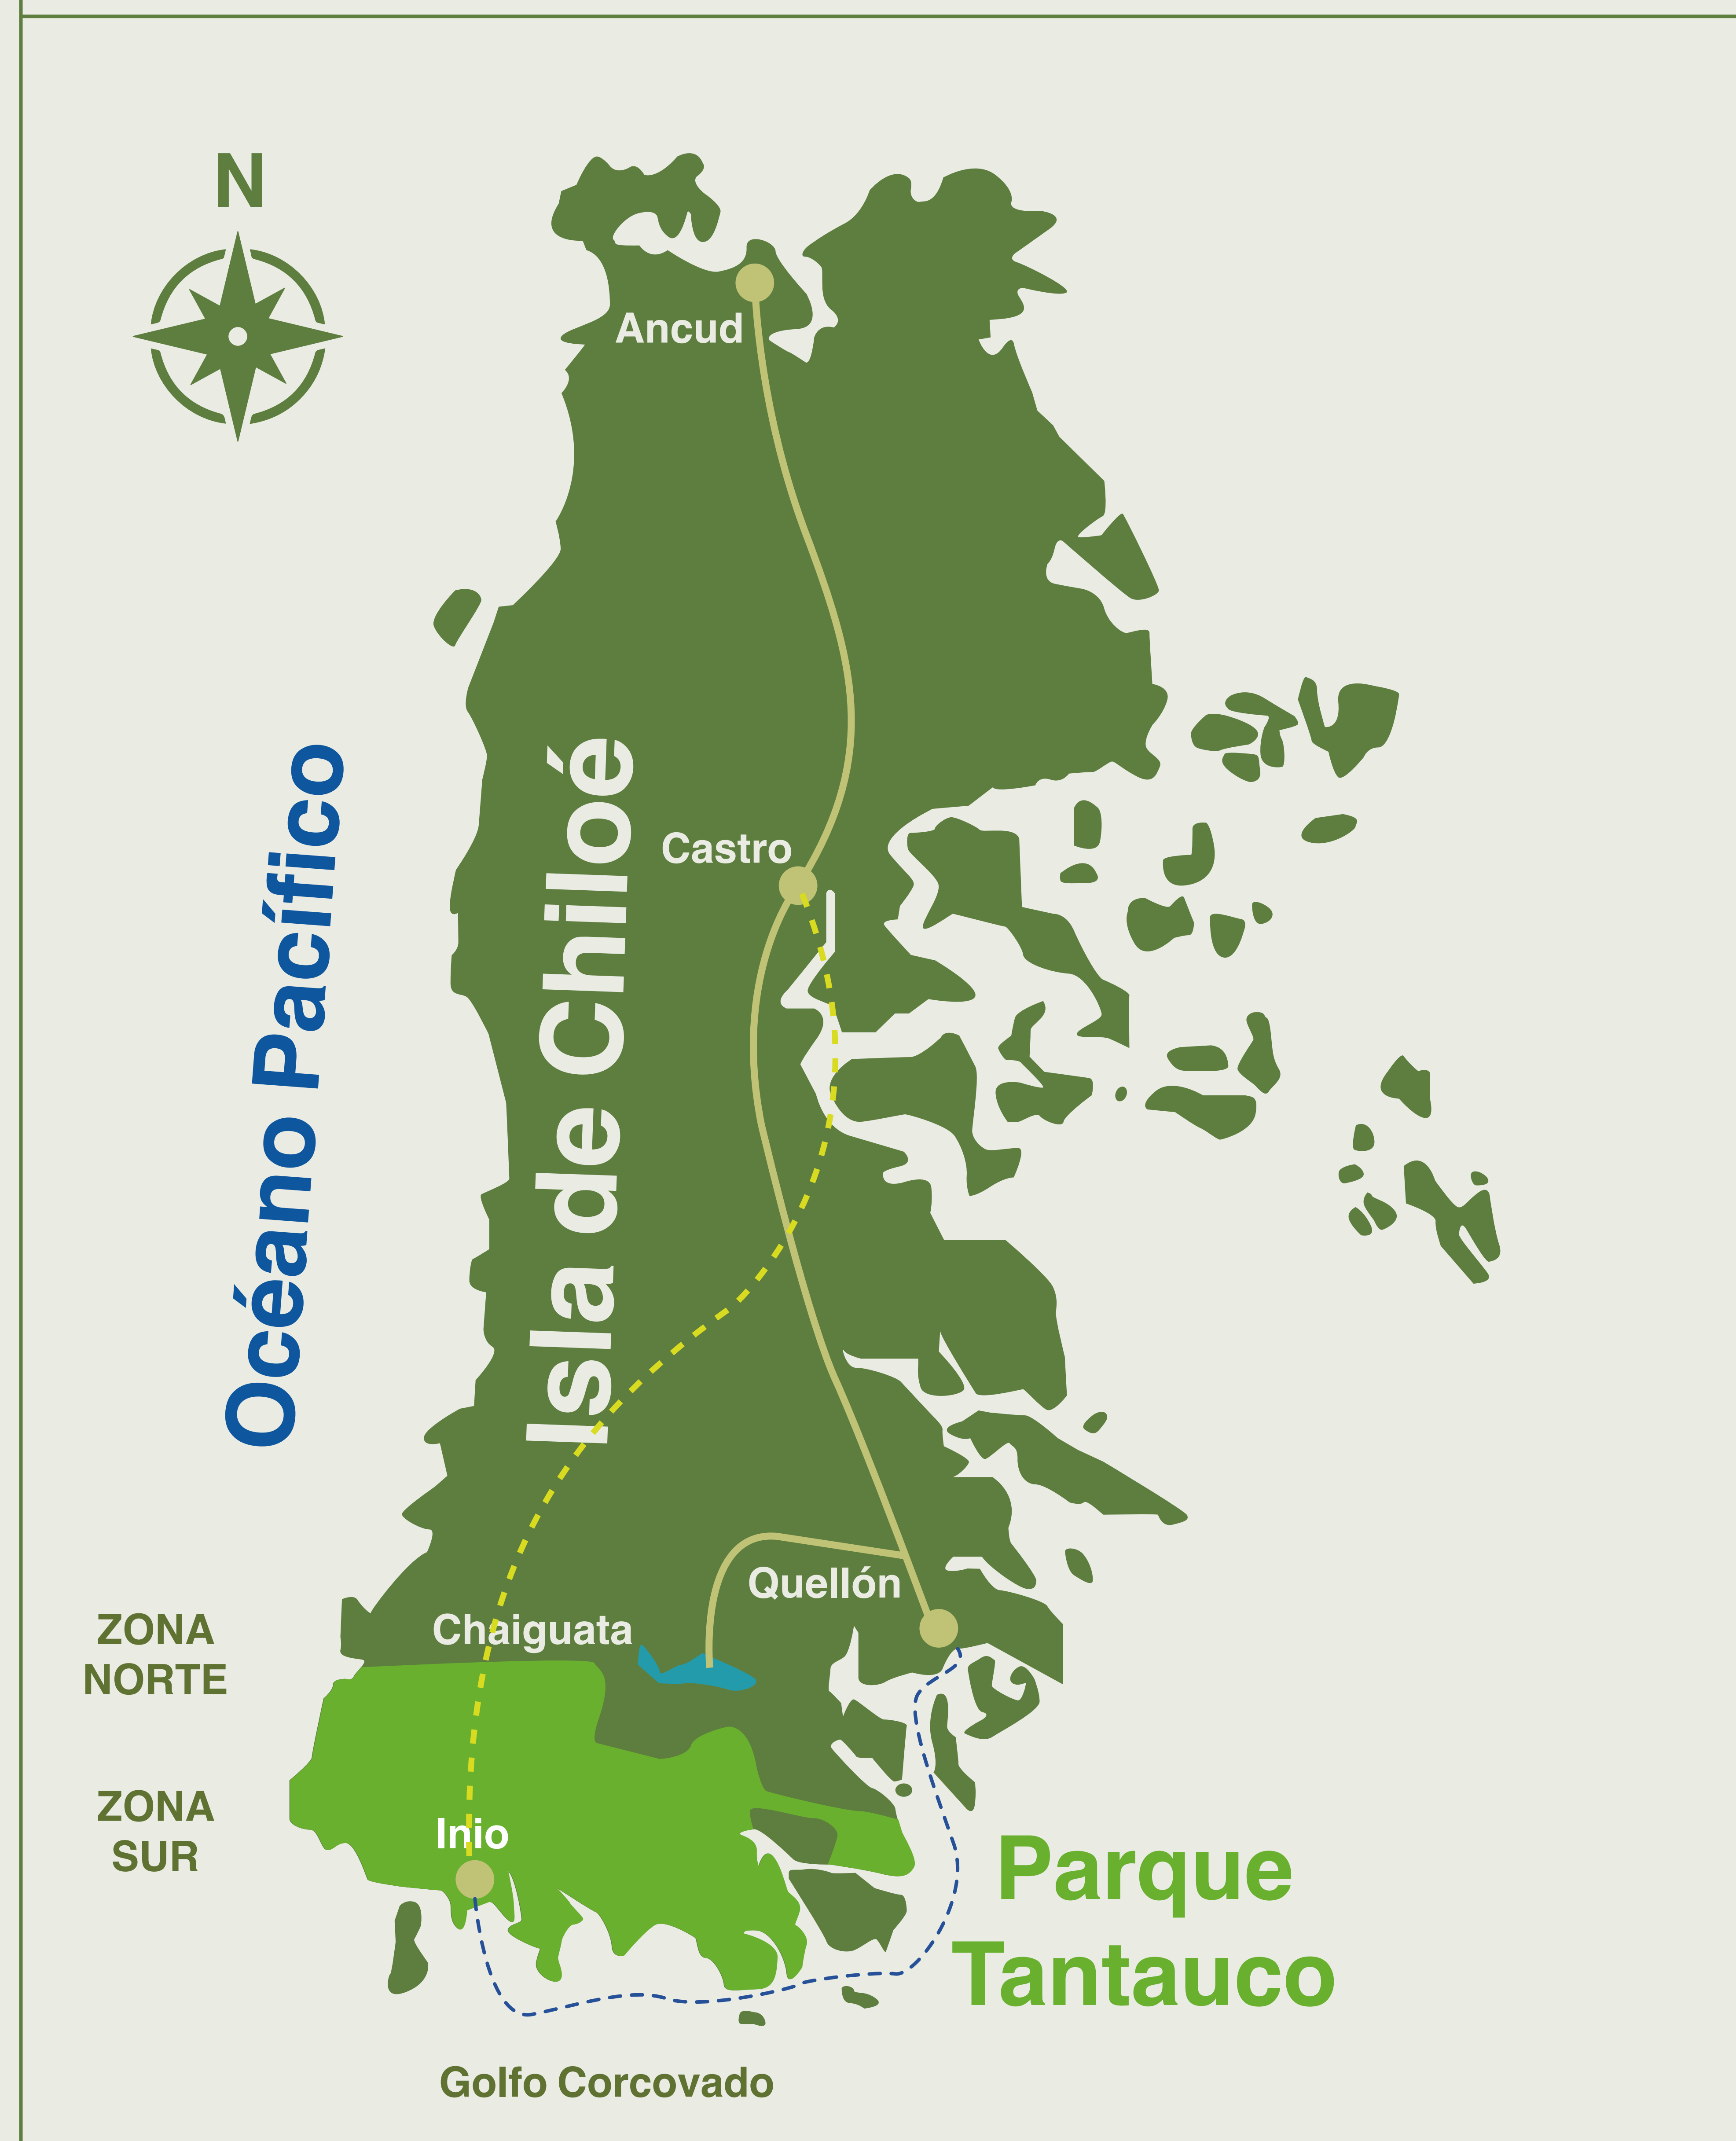 N
Ancud
Castro
Isla de Chiloé
Océano Pacífico
Quellón
Chaiguata
ZONA
NORTE
ZONA
SUR
Inio
Parque
Tantauco
Golfo Corcovado